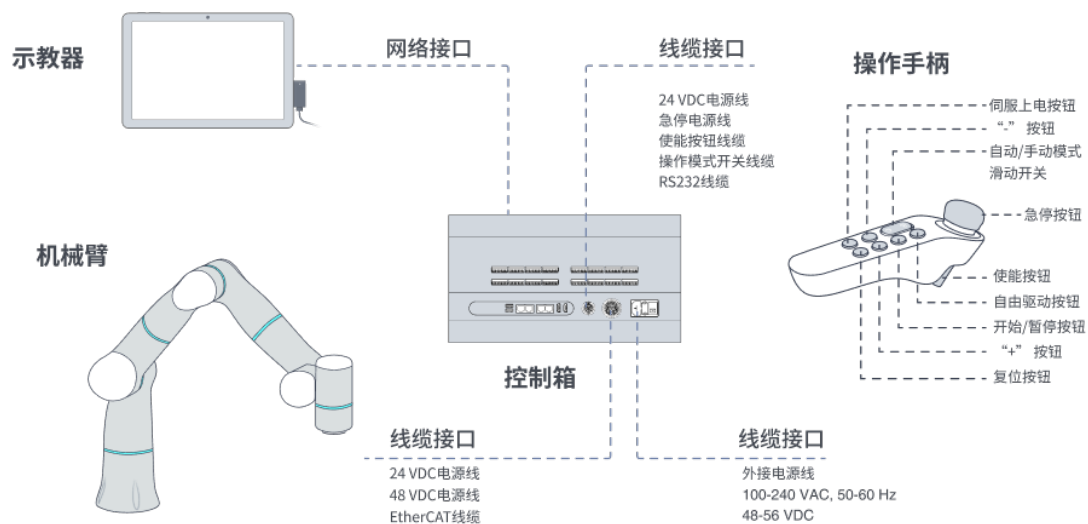 示教器
网络接口
线缆接口
24 VDC电源线
急停电源线
使能按钮线缆
操作模式开关线缆
RS232线缆
操作手柄
伺服上电按钮
“-” 按钮
自动/手动模式
滑动开关
急停按钮
使能按钮
自由驱动按钮
开始/暂停按钮
“+” 按钮
复位按钮
机械臂
控制箱
线缆接口
24 VDC电源线
48 VDC电源线
EtherCAT线缆
线缆接口
外接电源线
100-240 VAC, 50-60 Hz
48-56 VDC